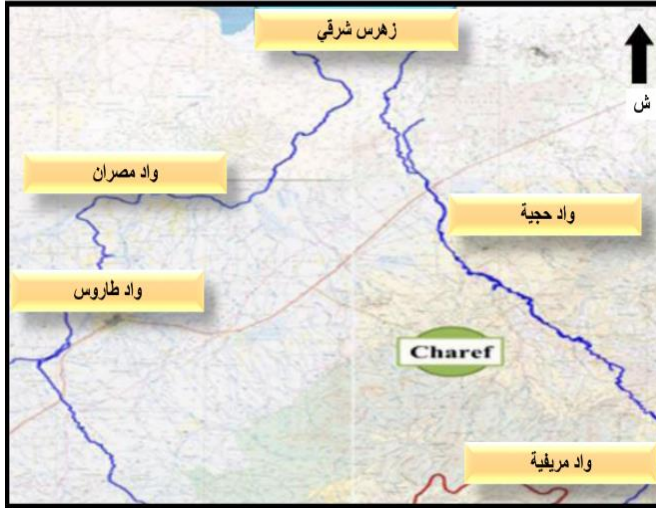 زهرس شرقي
ش
واد مصران
واد حجية
واد طاروس
Charef
واد مريفية